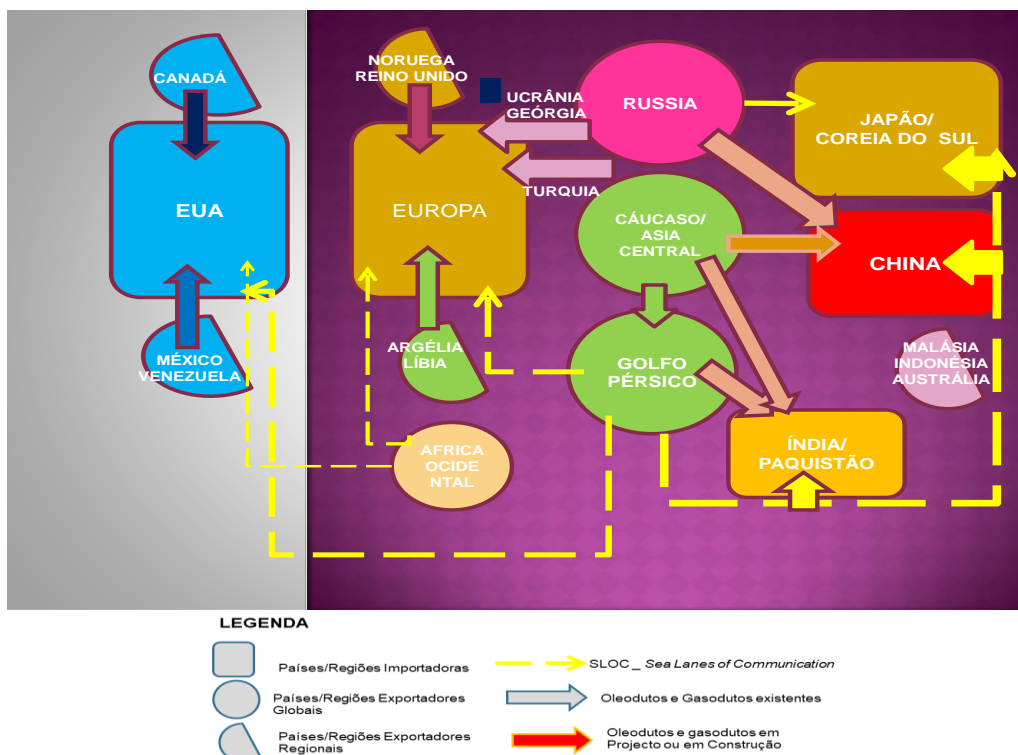 CANADÁ
EUA
MÉXICO
VENEZUELA
NORUEGA
REINO UNIDO
EUROPA
ARGÉLIA
LÍBIA
AFRICA
OCIDE
NTAL
UCRÂNIA
GEÓRGIA
TURQUIA
RUSSIA
CÁUCASO/
ASIA
CENTRAL
GOLFO
PÉRSICO
JAPÃO/
COREIA DO SUL
CHINA
MALÁSIA
INDONÉSIA
AUSTRÁLIA
ÍNDIA/
PAQUISTÃO
LEGENDA
Países/Regiões Importadoras
Países/Regiões Exportadores
Globais
Países/Regiões Exportadores
Regionais
SLOC _ Sea Lanes of Communication
Oleodutos e Gasodutos existentes
Oleodutos e gasodutos em
Projecto ou em Construção